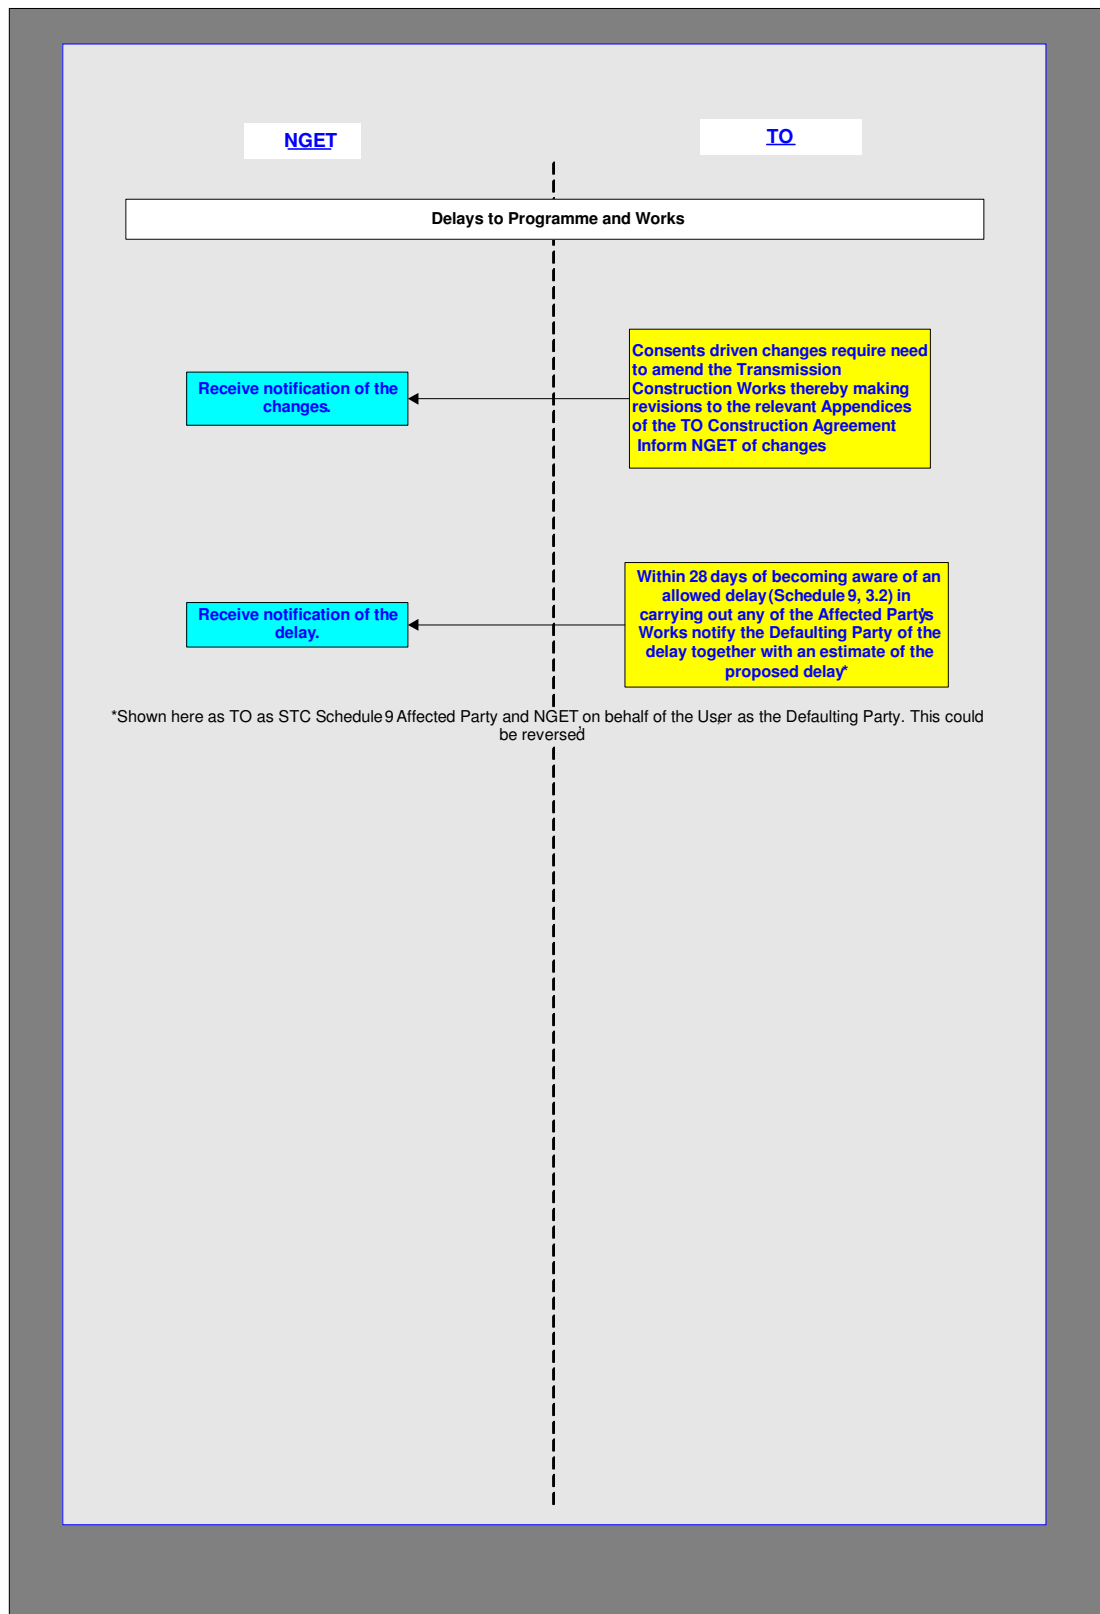 NGET
TO
Delays to Programme and Works
Consents driven changes require need
to amend the Transmission
Construction Works thereby making
revisions to the relevant Appendices
of the TO Construction Agreement
Inform NGET of changes
Receive notification of the
changes.
Within 28 days of becoming aware of an
allowed delay (Schedule 9, 3.2) in
carrying out any of the Affected Party's
Works notify the Defaulting Party of the
delay together with an estimate of the
proposed delay*
Receive notification of the
delay.
*Shown here as TO as STC Schedule 9 Affected Party and NGET, on behalf of the User, as the Defaulting Party. This could
be reversed